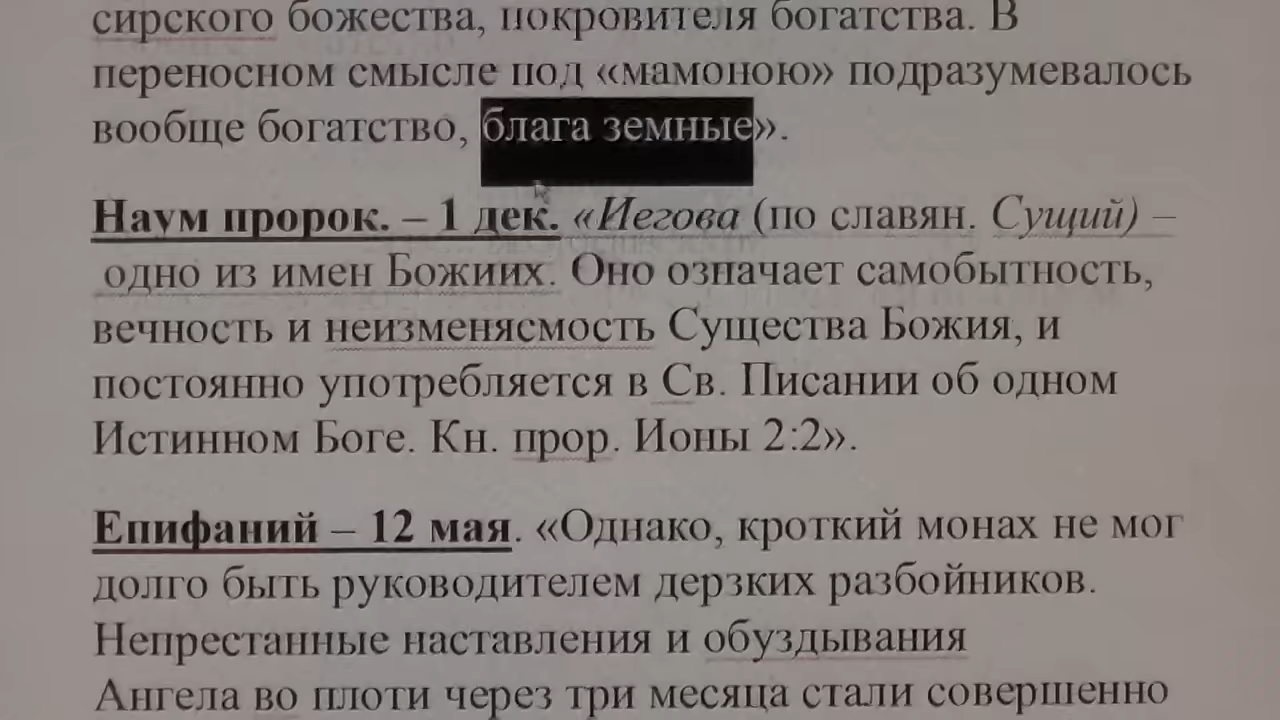 сирского божества, покровителя богатства. В
переносном смысле под «мамоною» подразумевалось
вообще богатство, блага земные».
Наум пророк. – 1 дек. «Иегова (по славян. Сущий) –
одно из имен Божиих. Оно означает самобытность,
вечность и неизменясмость Существа Божия, и
постоянно употребляется в Св. Писании об одном
Истинном Боге. Кн. прор. Ионы 2:2».
Епифаний – 12 мая. «Однако, кроткий монах не мог
долго быть руководителем дерзких разбойников.
Непрестанные наставления и обуздывания
Ангела во плоти через три месяца стали совершенно